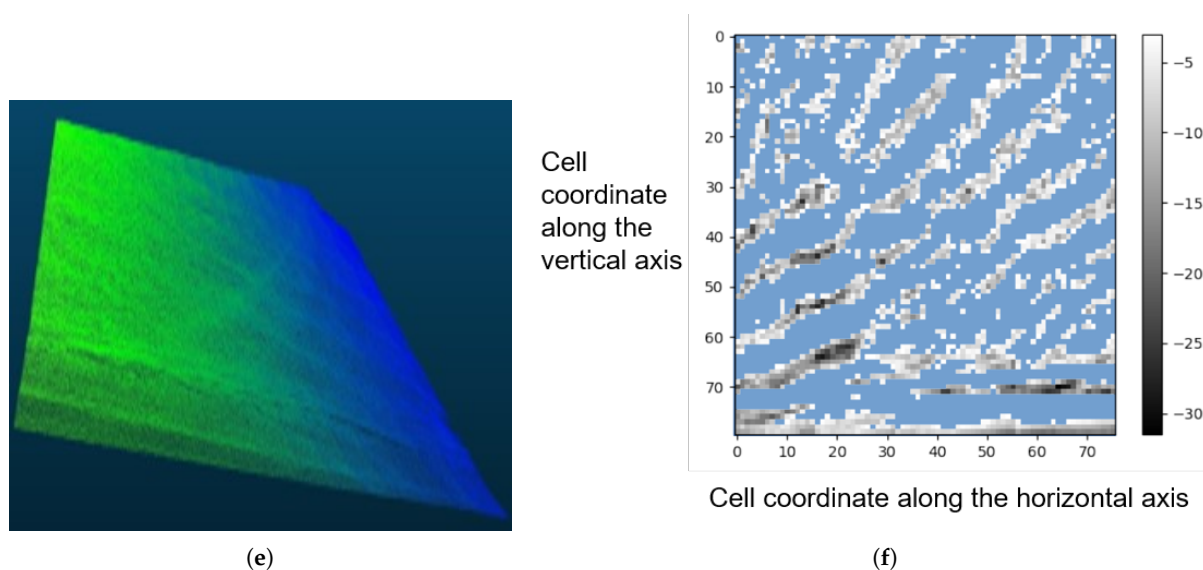 Cell
coordinate
along the
vertical axis
0
10
20
30
40
50
60
70
0 10 20 30 40 50 60 70
−5
−10
−15
−20
−25
−30
Cell coordinate along the horizontal axis
(e) (f)